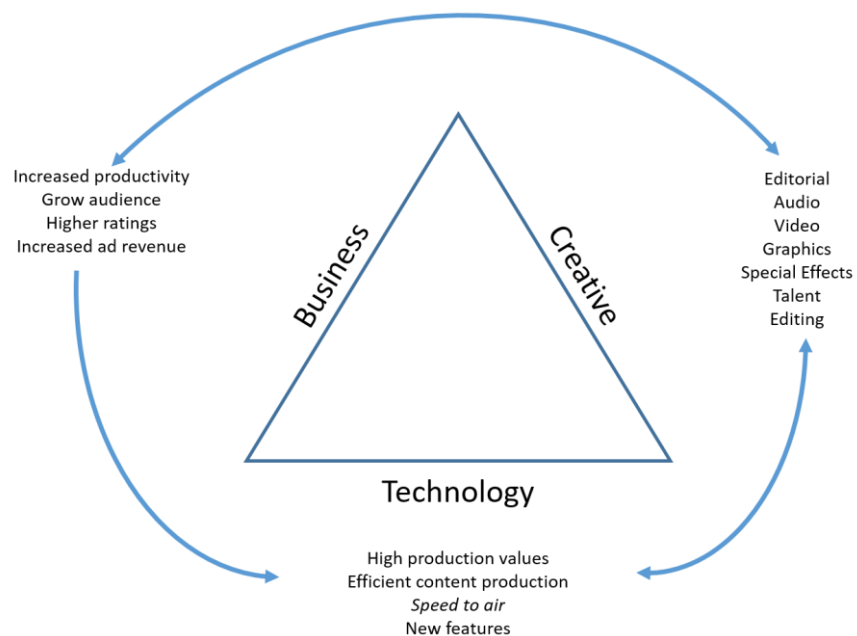 Increased productivity
Grow audience
Higher ratings
Increased ad revenue
Business
Creative
Editorial
Audio
Video
Graphics
Special Effects
Talent
Editing
Technology
High production values
Efficient content production
Speed to air
New features